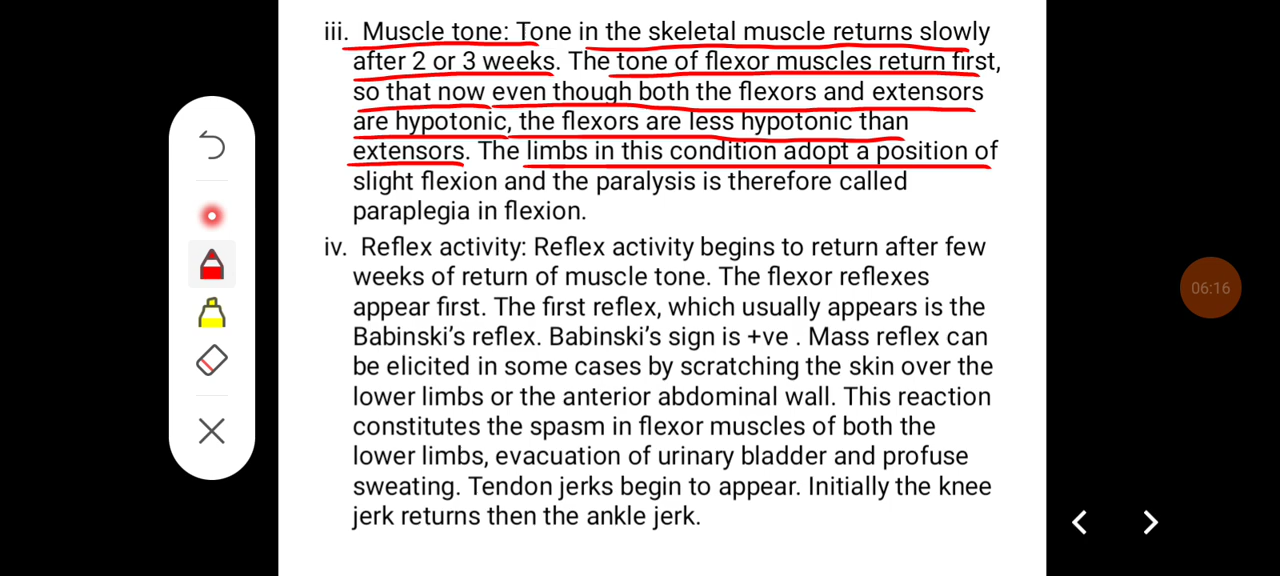 iii. Muscle tone: Tone in the skeletal muscle returns slowly
after 2 or 3 weeks. The tone of flexor muscles return first,
so that now even though both the flexors and extensors
are hypotonic, the flexors are less hypotonic than
extensors. The limbs in this condition adopt a position of
slight flexion and the paralysis is therefore called
paraplegia in flexion.
iv. Reflex activity: Reflex activity begins to return after few
weeks of return of muscle tone. The flexor reflexes
appear first. The first reflex, which usually appears is the
Babinski’s reflex. Babinski’s sign is +ve . Mass reflex can
be elicited in some cases by scratching the skin over the
lower limbs or the anterior abdominal wall. This reaction
constitutes the spasm in flexor muscles of both the
lower limbs, evacuation of urinary bladder and profuse
sweating. Tendon jerks begin to appear. Initially the knee
jerk returns then the ankle jerk.
06:16